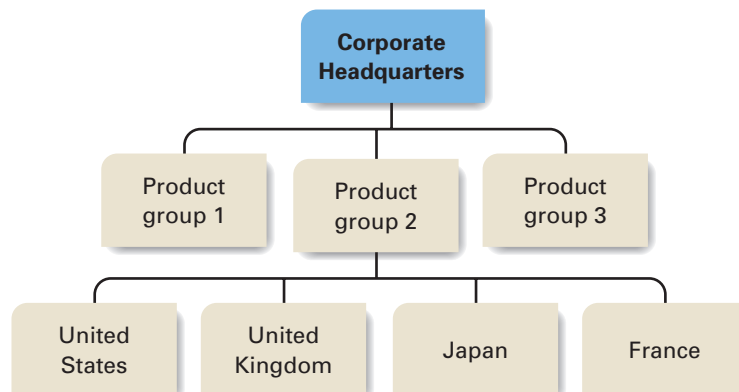 Corporate
Headquarters
Product
group 1
Product
group 2
Product
group 3
United
States
United
Kingdom
Japan
France